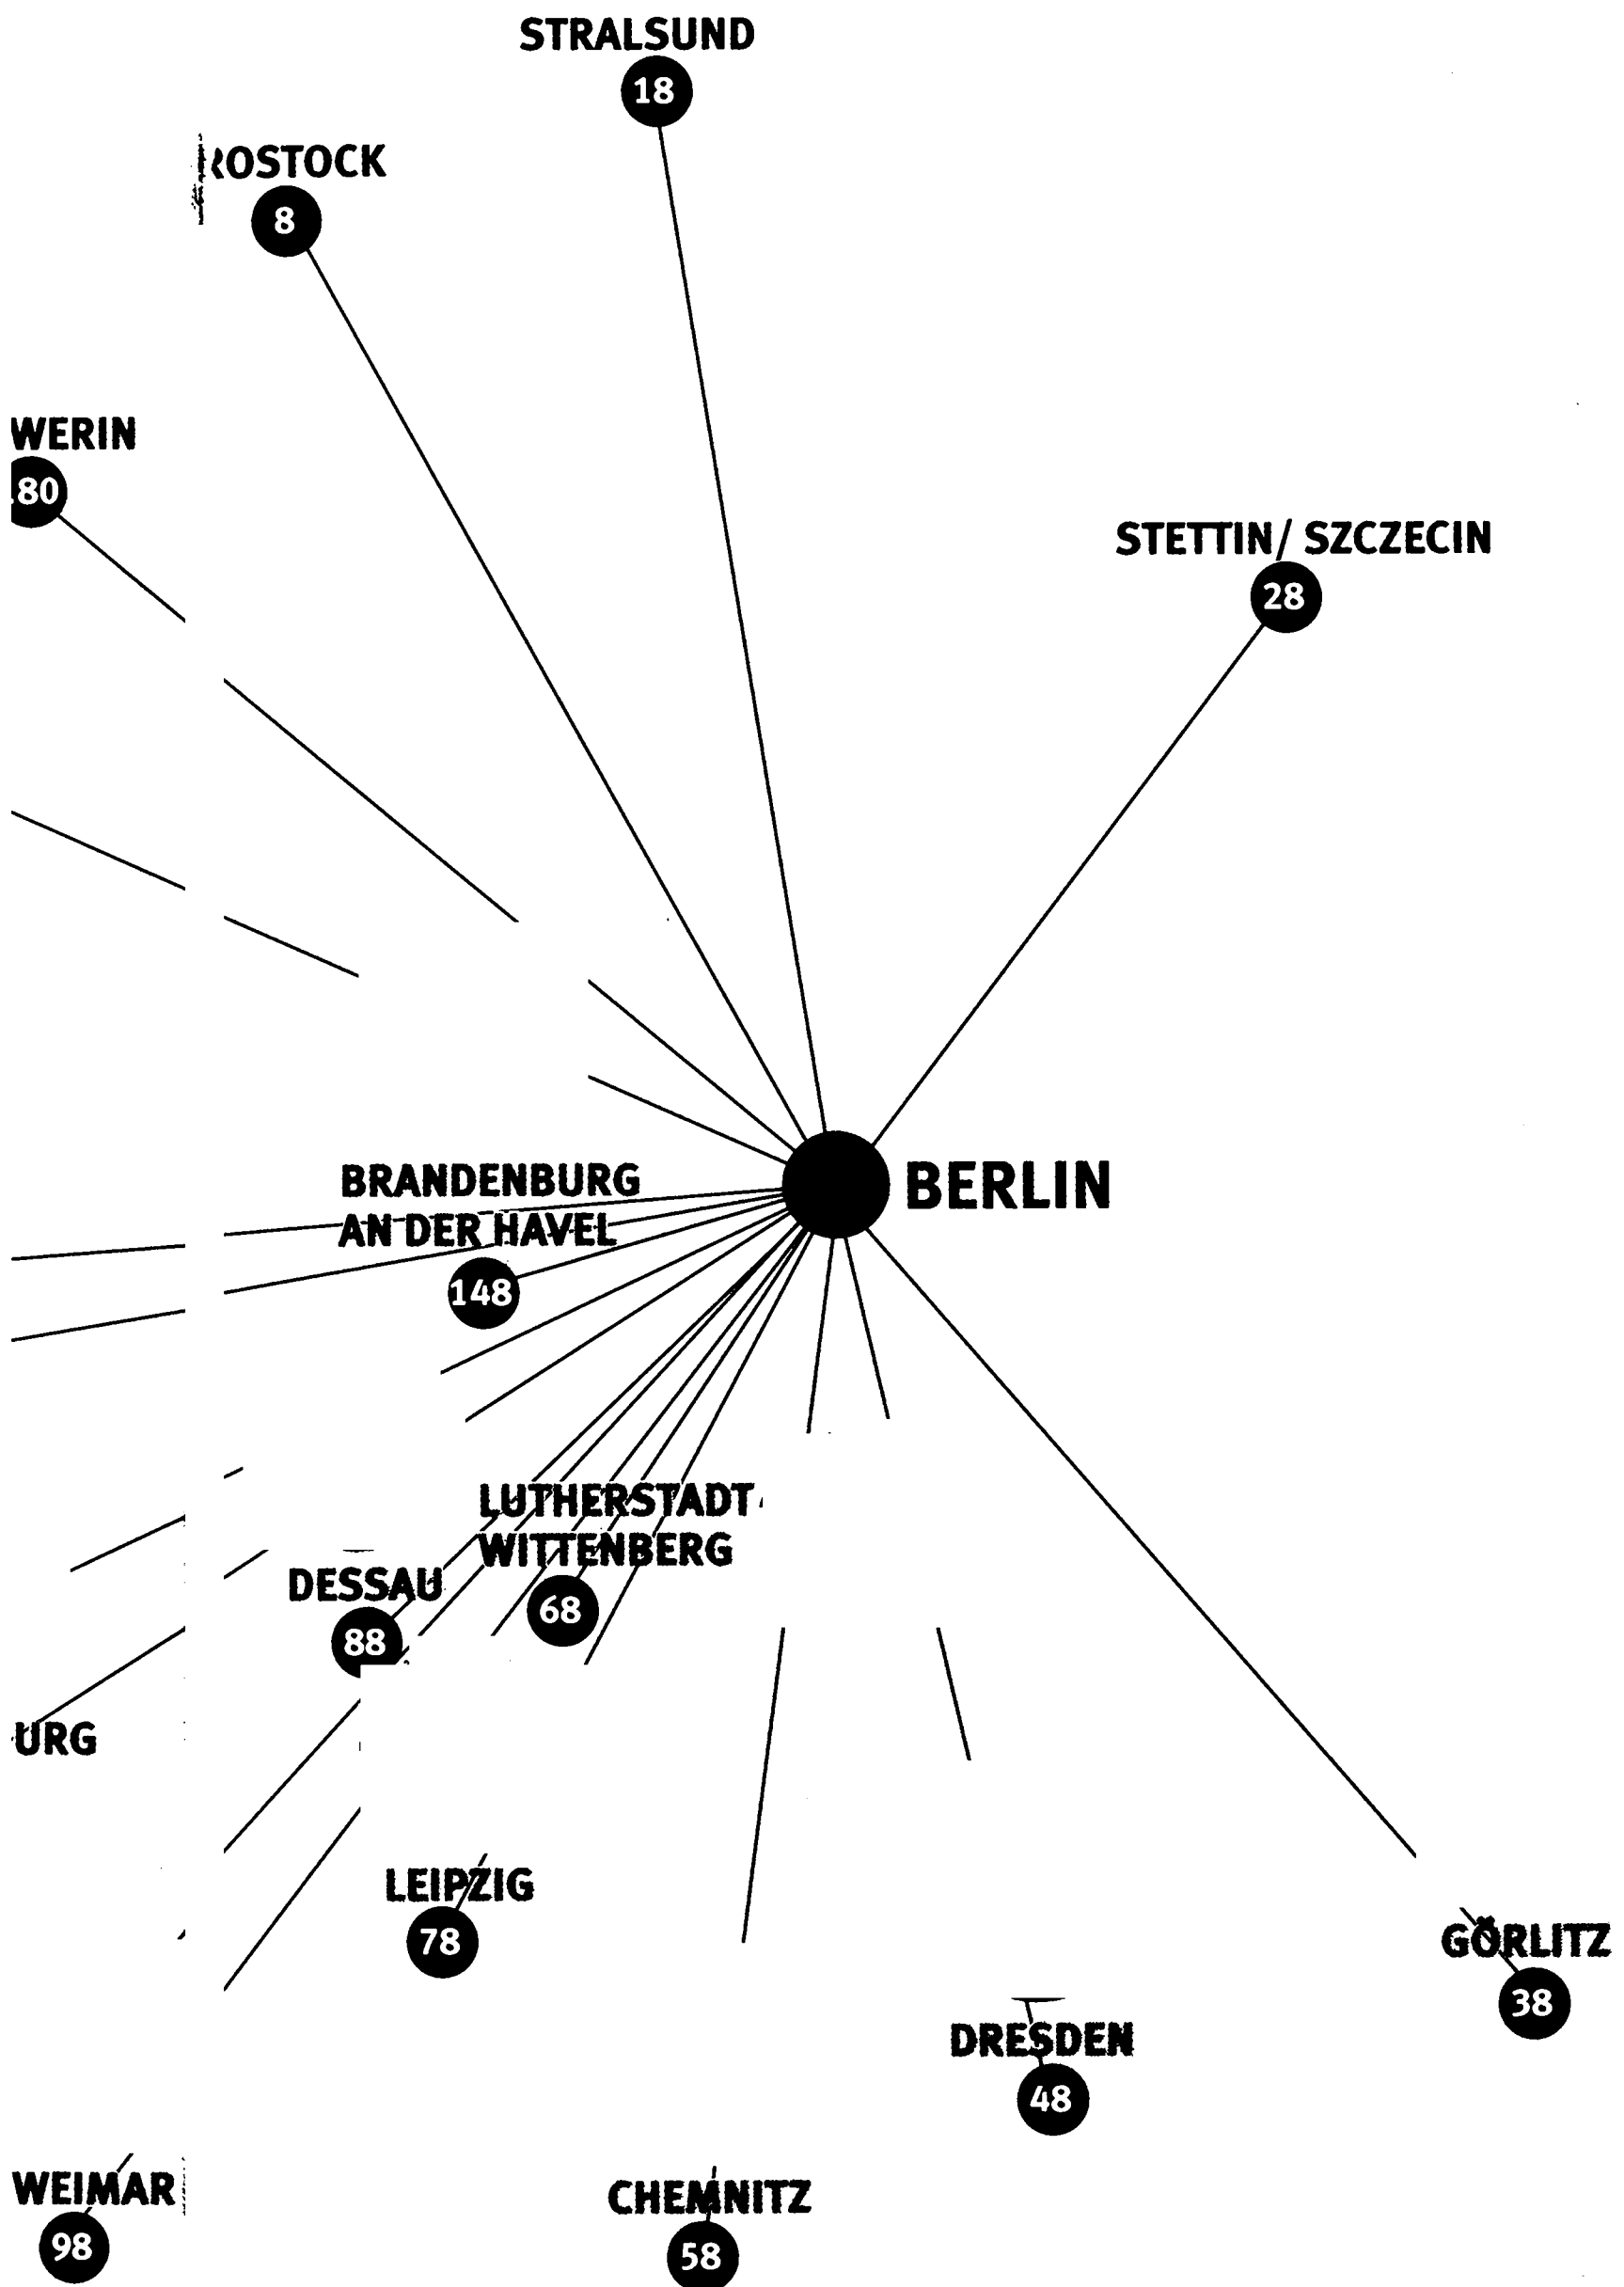 STRALSUND
18
ROSTOCK
8
WERIN
80
STETTIN/ SZCZECIN
28
BERLIN
BRANDENBURG
AN DER HAVEL
148
LUTHERSTADT
WITTENBERG
68
DESSAU
88
URG
LEIPZIG
78
GÖRLITZ
38
DRESDEN
48
WEIMAR
98
CHEMNITZ
58